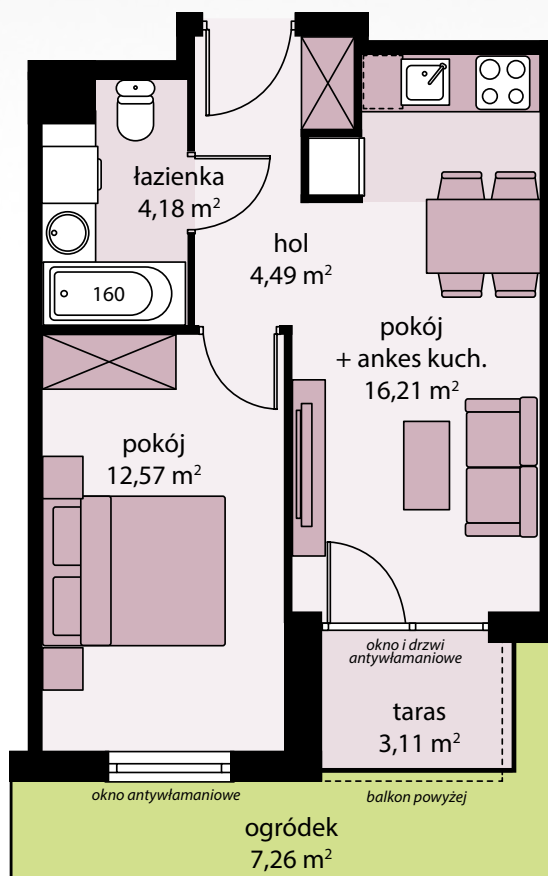 łazienka
4,18 m²
160
hol
4,49 m²
pokój
+ ankes kuch.
16,21 m²
pokój
12,57 m²
okno i drzwi
antywłamaniowe
taras
3,11 m²
okno antywłamaniowe
balkon powyżej
ogródek
7,26 m²